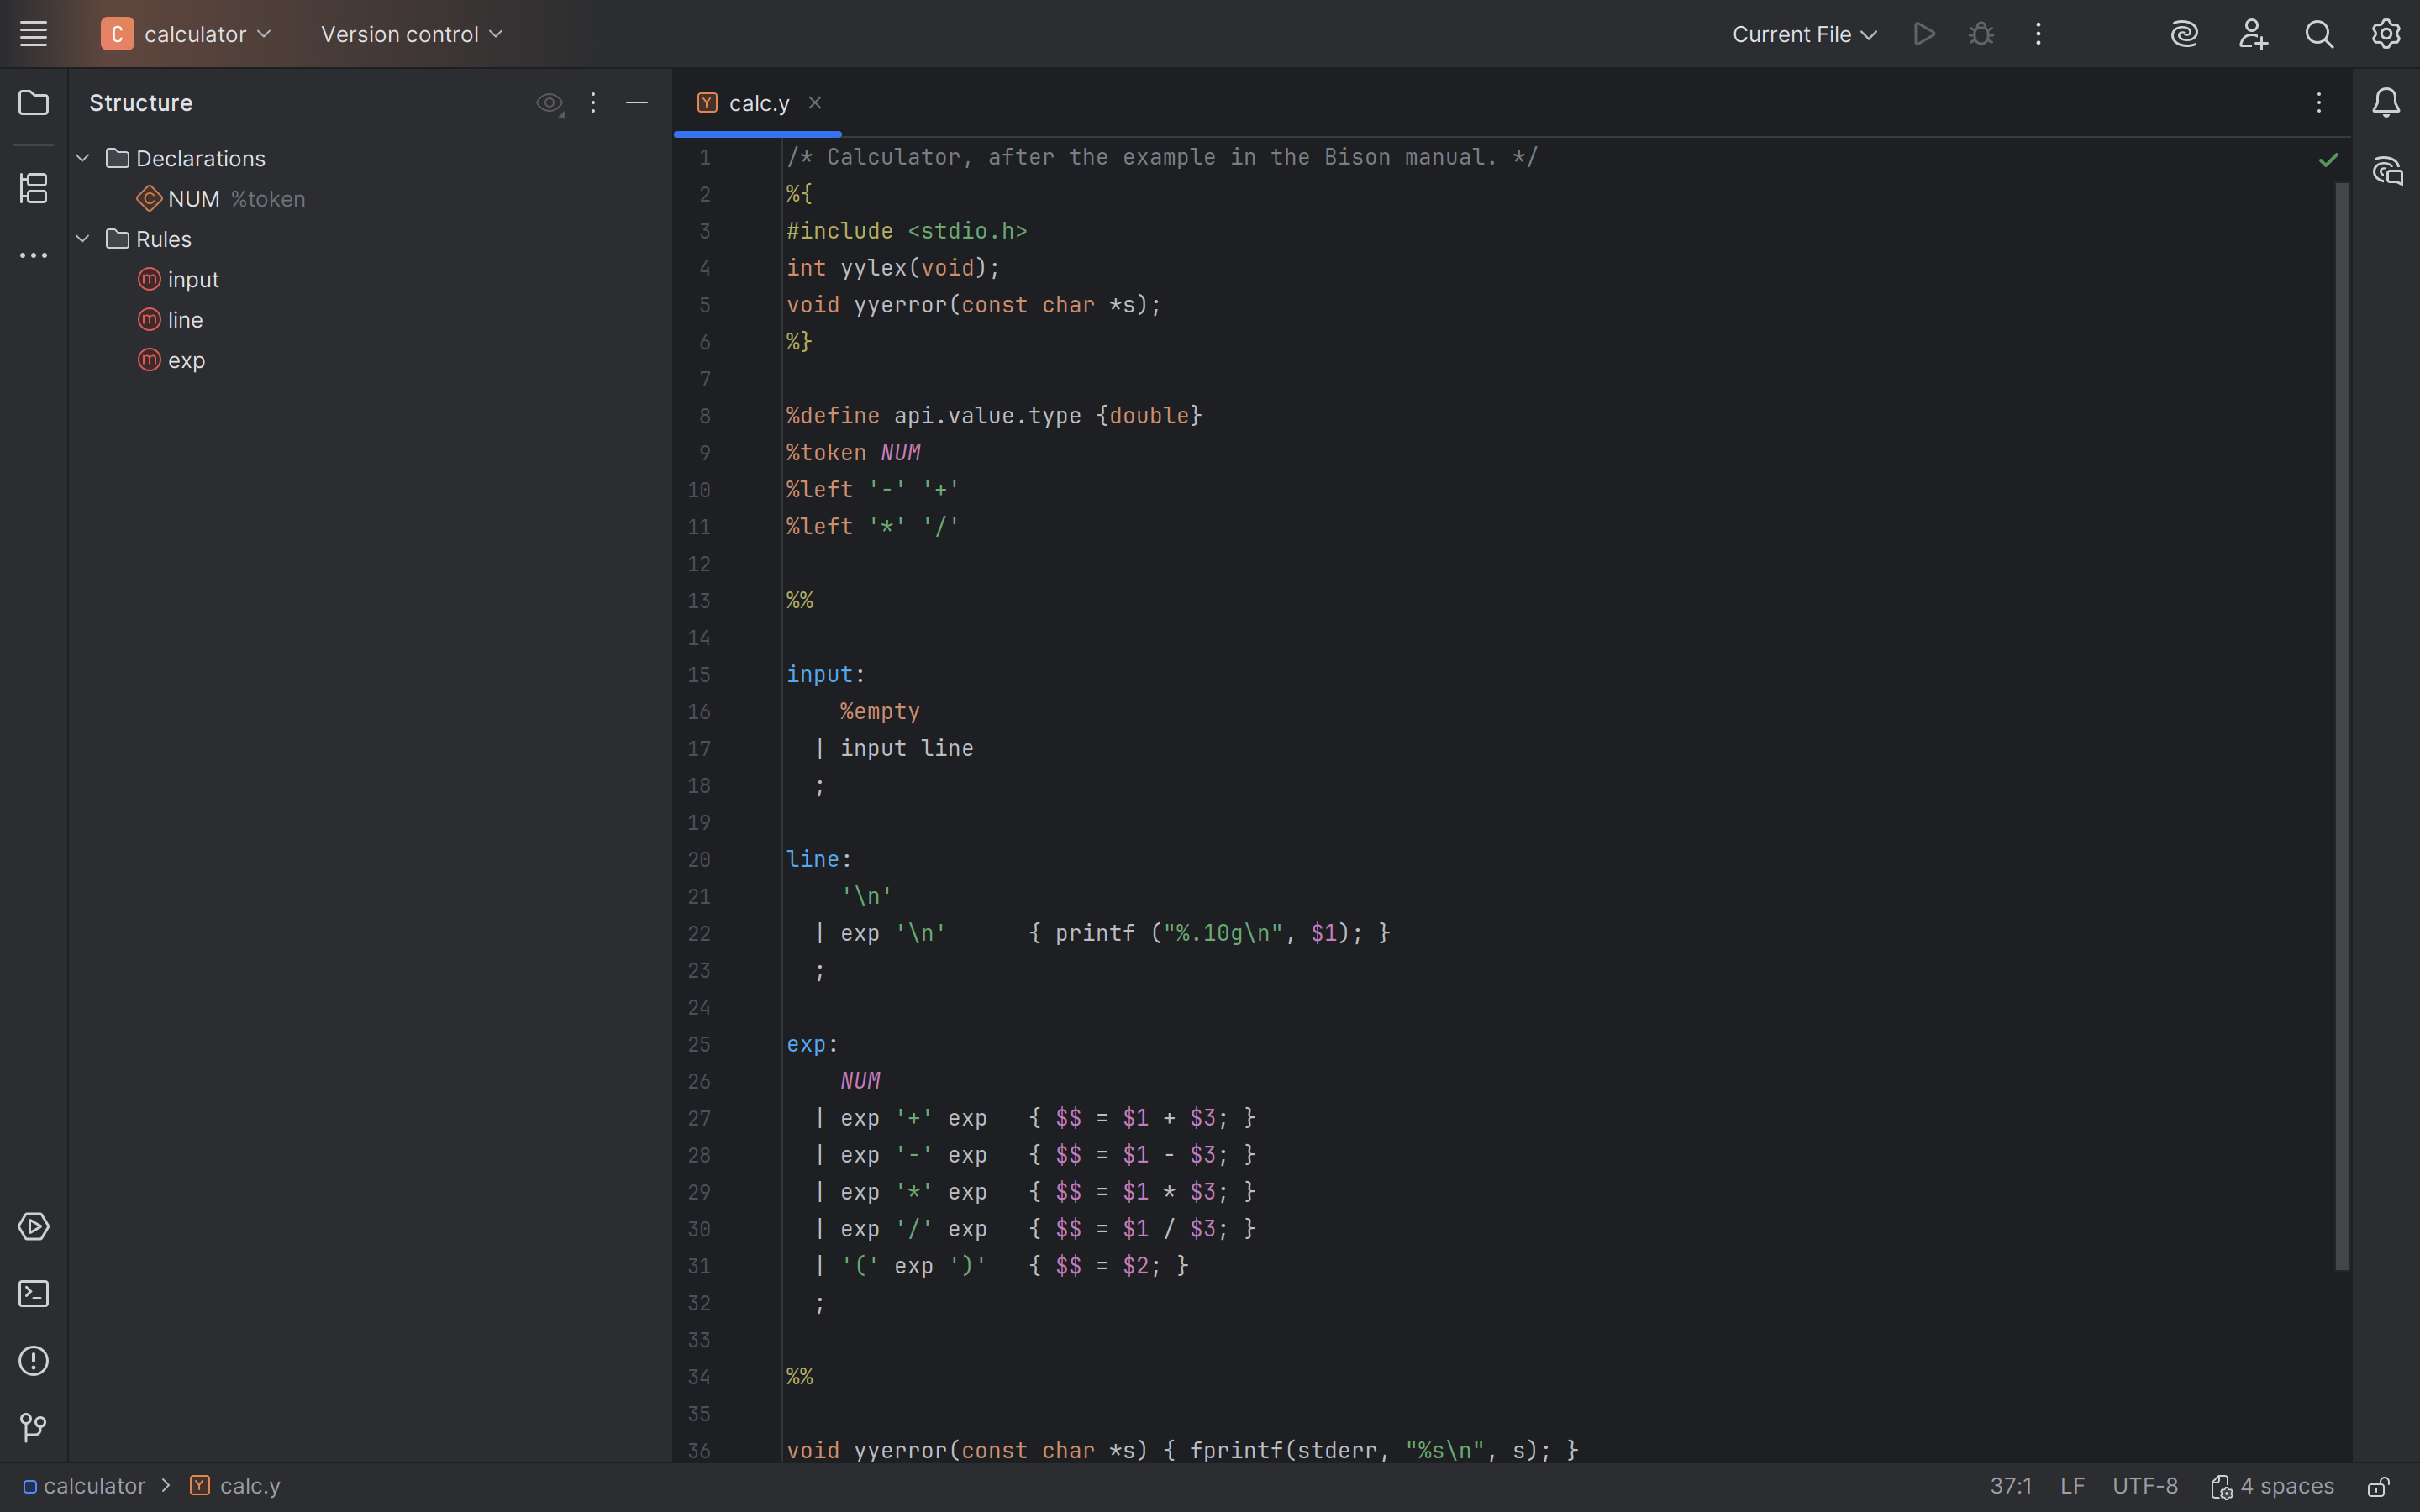 C calculator Version control Current File
Structure
Declarations
NUM %token
Rules
input
line
exp
calc.y
1 /* Calculator, after the example in the Bison manual. */
2 %{
3 #include <stdio.h>
4 int yylex(void);
5 void yyerror(const char *s);
6 %}
7
8 %define api.value.type {double}
9 %token NUM
10 %left '-' '+'
11 %left '*' '/'
12
13 %%
14
15 input:
16     %empty
17   | input line
18   ;
19
20 line:
21     '\n'
22   | exp '\n'      { printf ("%.10g\n", $1); }
23   ;
24
25 exp:
26     NUM
27   | exp '+' exp   { $$ = $1 + $3; }
28   | exp '-' exp   { $$ = $1 - $3; }
29   | exp '*' exp   { $$ = $1 * $3; }
30   | exp '/' exp   { $$ = $1 / $3; }
31   | '(' exp ')'   { $$ = $2; }
32   ;
33
34 %%
35
36 void yyerror(const char *s) { fprintf(stderr, "%s\n", s); }
calculator > calc.y 37:1 LF UTF-8 4 spaces